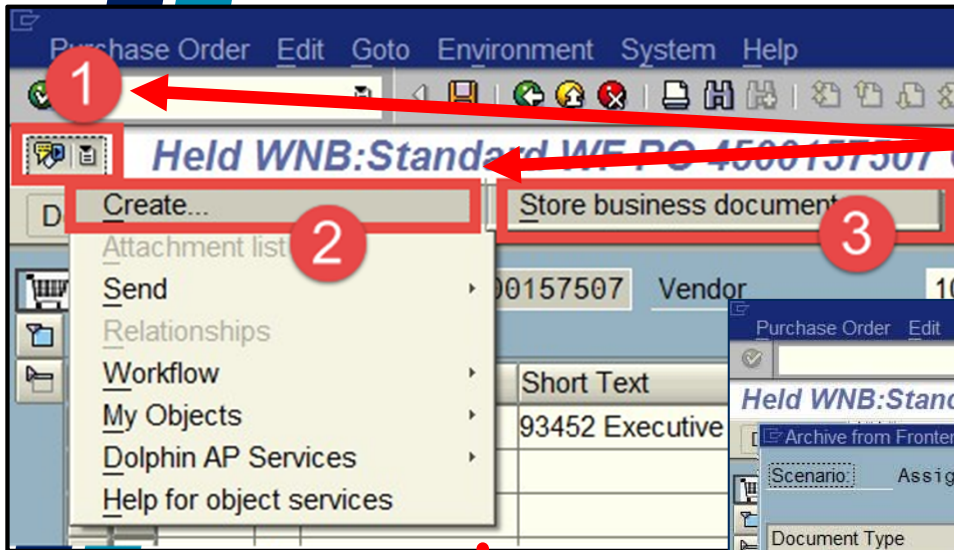 Purchase Order Edit Goto Environment System Help
1
Held WNB:Standard WF PO 4500157507
Create...
Store business document
2
3
Attachment list
Send
00157507 Vendor 10
Relationships
Purchase Order Edit
Workflow
Short Text
Held WNB:Stand
My Objects
93452 Executive
Archive from Fronten
Dolphin AP Services
Scenario: Assig
Help for object services
Document Type